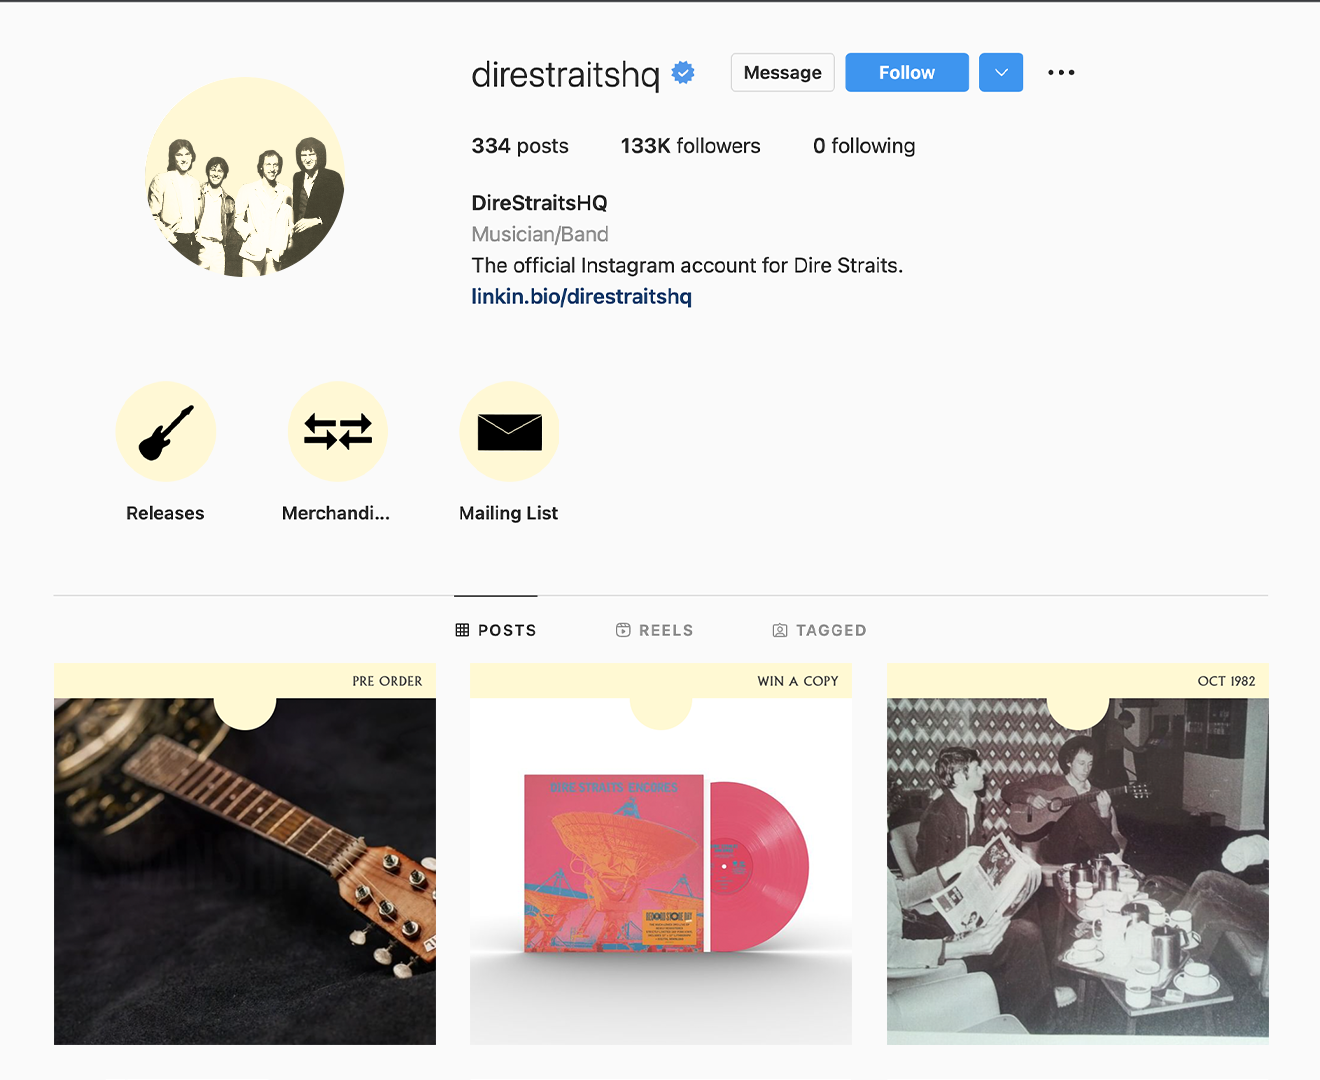 direstraitshq
Message
Follow
334 posts
133K followers
0 following
DireStraitsHQ
Musician/Band
The official Instagram account for Dire Straits.
linkin.bio/direstraitshq
Releases
Merchandi...
Mailing List
POSTS
REELS
TAGGED
PRE ORDER
WIN A COPY
OCT 1982
DIRE STRAITS ENCORES